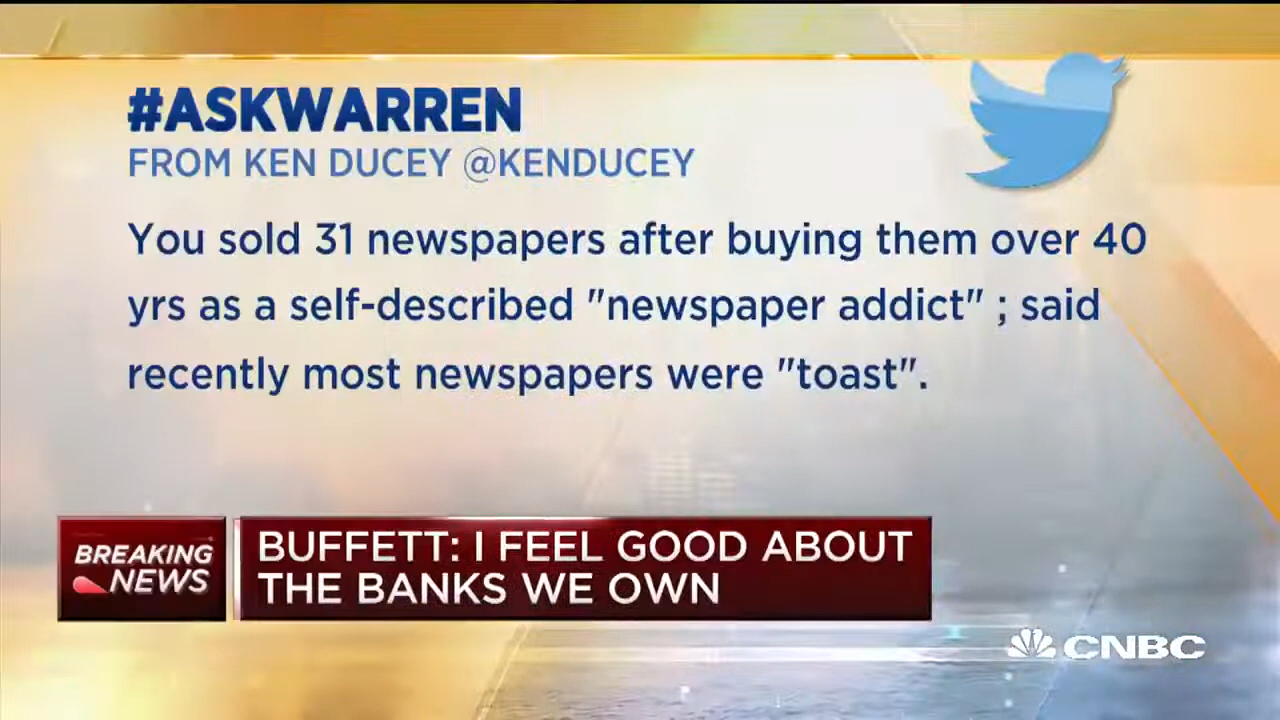 #ASKWARREN
FROM KEN DUCEY @KENDUCEY
You sold 31 newspapers after buying them over 40
yrs as a self-described "newspaper addict" ; said
recently most newspapers were "toast".
BREAKING
NEWS
BUFFETT: I FEEL GOOD ABOUT
THE BANKS WE OWN
CNBC